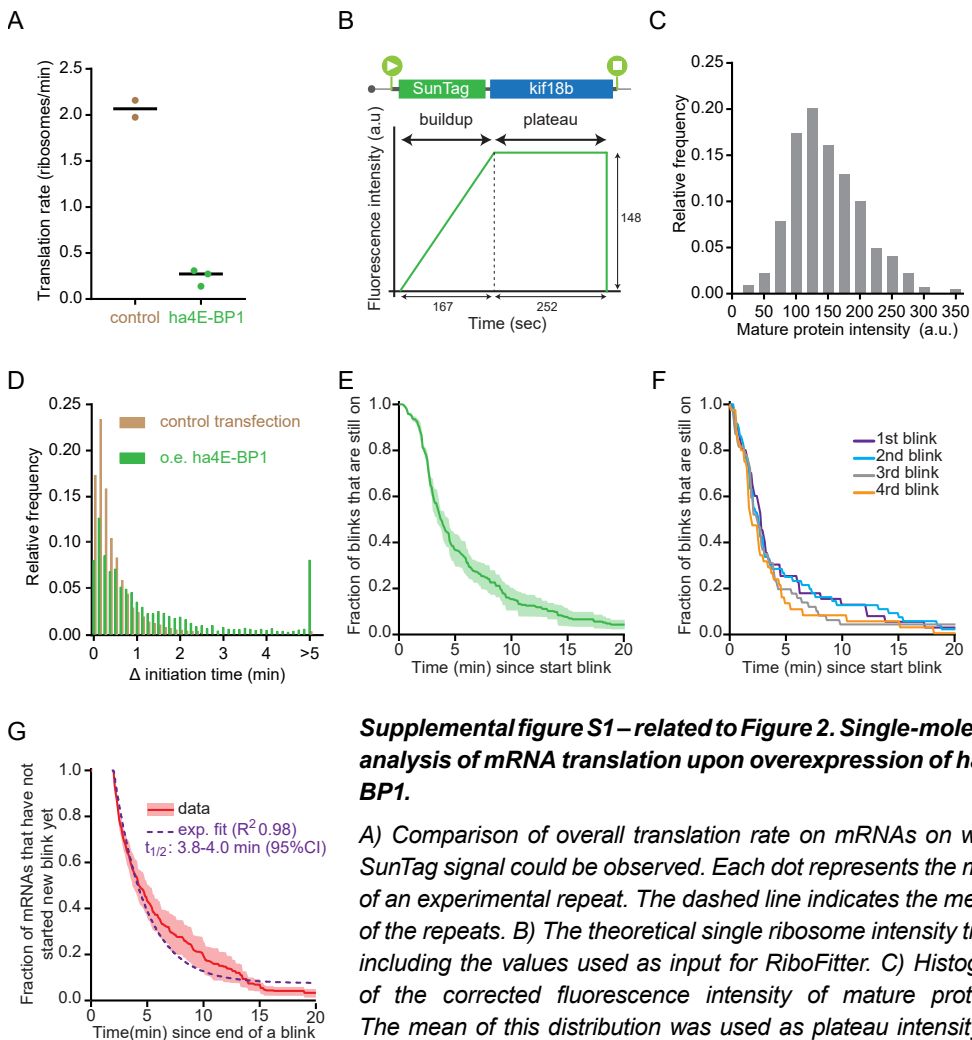 A
Translation rate (ribosomes/min)
2.5
2.0
1.5
1.0
0.5
0.0
control ha4E-BP1
B
SunTag kif18b
buildup plateau
Fluorescence intensity (a.u)
148
167 252
Time (sec)
C
Relative frequency
0.25
0.20
0.15
0.10
0.05
0.00
0 50 100 150 200 250 300 350
Mature protein intensity (a.u.)
D
Relative frequency
0.25
0.20
0.15
0.10
0.05
0.00
control transfection
o.e. ha4E-BP1
0 1 2 3 4 >5
Δ initiation time (min)
E
Fraction of blinks that are still on
1.0
0.8
0.6
0.4
0.2
0.0
0 5 10 15 20
Time (min) since start blink
F
Fraction of blinks that are still on
1.0
0.8
0.6
0.4
0.2
0.0
1st blink
2nd blink
3rd blink
4rd blink
0 5 10 15 20
Time (min) since start blink
G
Fraction of mRNAs that have not
started new blink yet
1.0
0.8
0.6
0.4
0.2
0.0
data
exp. fit (R² 0.98)
t1/2: 3.8-4.0 min (95%CI)
0 5 10 15 20
Time(min) since end of a blink
Supplemental figure S1 – related to Figure 2. Single-mole
analysis of mRNA translation upon overexpression of ha
BP1.
A) Comparison of overall translation rate on mRNAs on w
SunTag signal could be observed. Each dot represents the m
of an experimental repeat. The dashed line indicates the me
of the repeats. B) The theoretical single ribosome intensity tr
including the values used as input for RiboFitter. C) Histog
of the corrected fluorescence intensity of mature prot
The mean of this distribution was used as plateau intensity